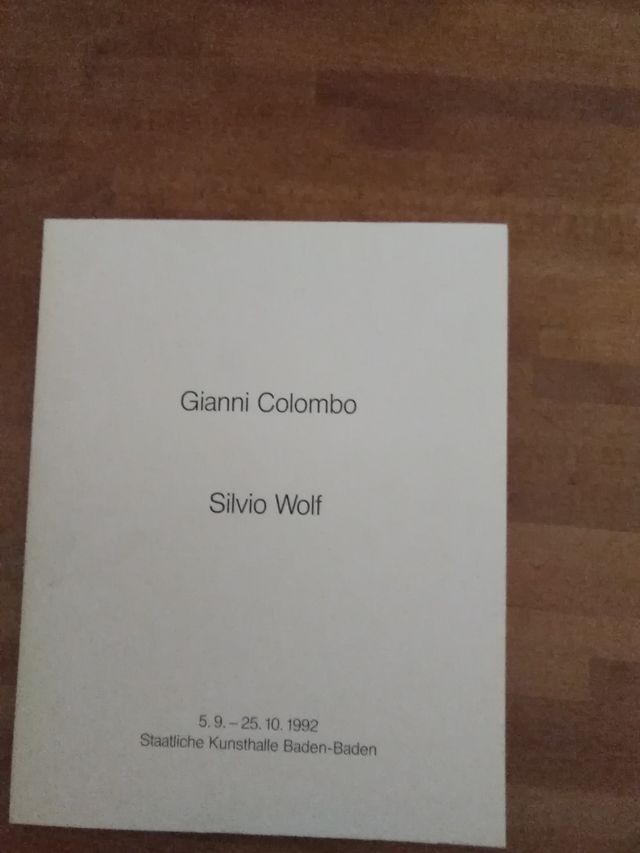 Gianni Colombo
Silvio Wolf
5. 9. – 25. 10. 1992
Staatliche Kunsthalle Baden-Baden